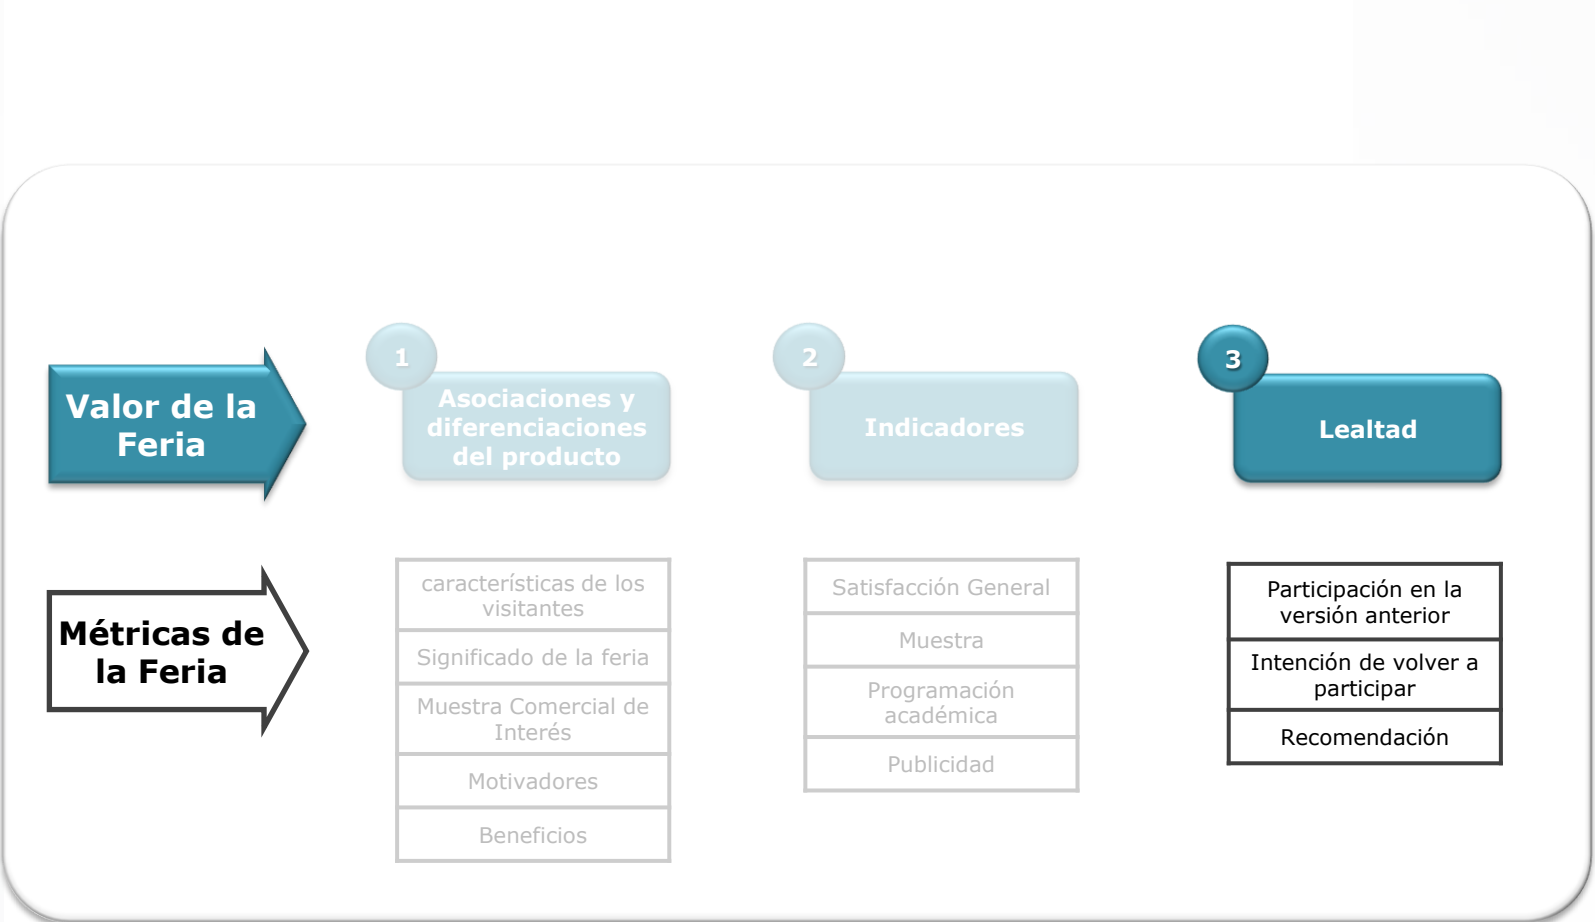 Valor de la
Feria
1
Asociaciones y
diferenciaciones
del producto
2
Indicadores
3
Lealtad
Métricas de
la Feria
características de los
visitantes
Significado de la feria
Muestra Comercial de
Interés
Motivadores
Beneficios
Satisfacción General
Muestra
Programación
académica
Publicidad
Participación en la
versión anterior
Intención de volver a
participar
Recomendación